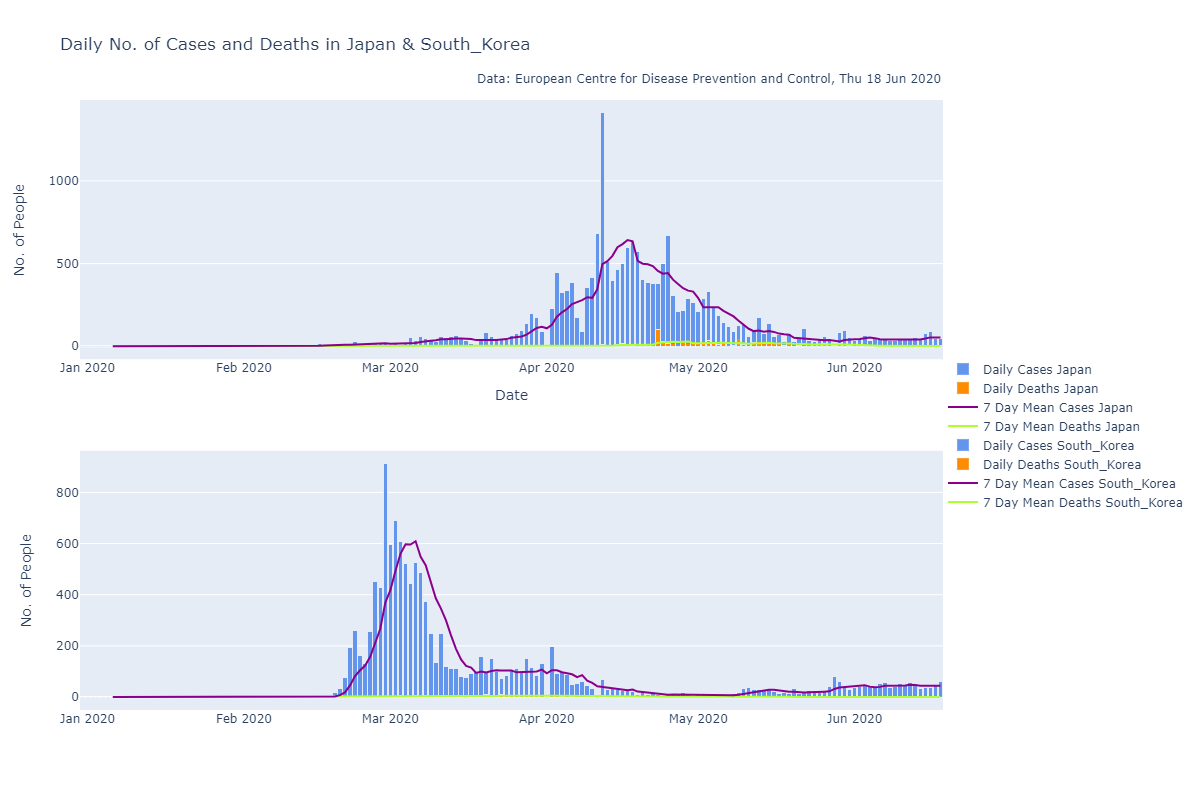 Daily No. of Cases and Deaths in Japan & South_Korea
Data: European Centre for Disease Prevention and Control, Thu 18 Jun 2020
No. of People
1000
500
0
Jan 2020 Feb 2020 Mar 2020 Apr 2020 May 2020 Jun 2020
Date
Daily Cases Japan
Daily Deaths Japan
7 Day Mean Cases Japan
7 Day Mean Deaths Japan
Daily Cases South_Korea
Daily Deaths South_Korea
7 Day Mean Cases South_Korea
7 Day Mean Deaths South_Korea
No. of People
800
600
400
200
0
Jan 2020 Feb 2020 Mar 2020 Apr 2020 May 2020 Jun 2020